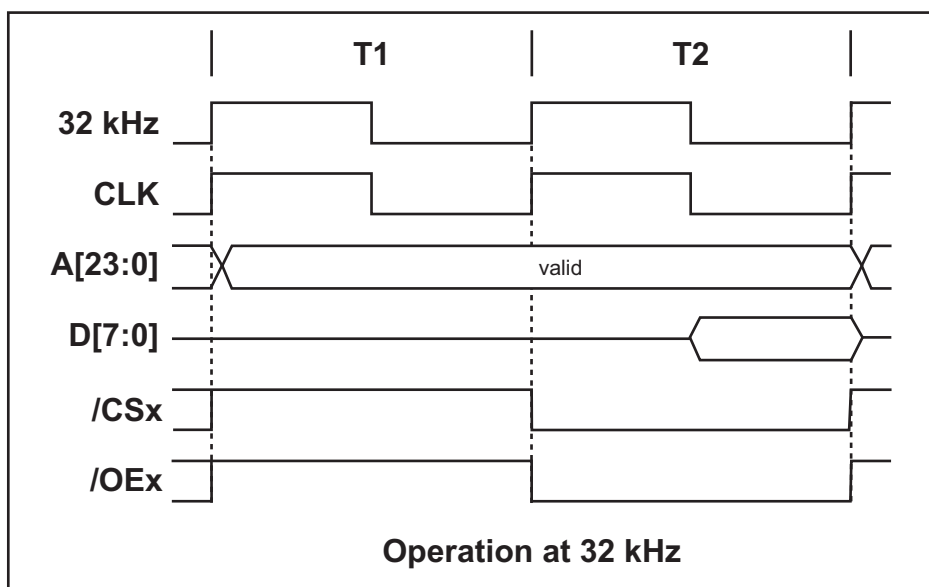 T1 T2
32 kHz
CLK
A[23:0] valid
D[7:0]
/CSx
/OEx
Operation at 32 kHz